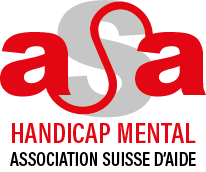 aSa
HANDICAP MENTAL
ASSOCIATION SUISSE D'AIDE